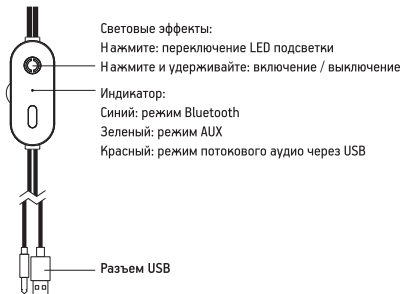 Световые эффекты:
Нажмите: переключение LED подсветки
Нажмите и удерживайте: включение / выключение
Индикатор:
Синий: режим Bluetooth
Зеленый: режим AUX
Красный: режим потокового аудио через USB
Разъем USB